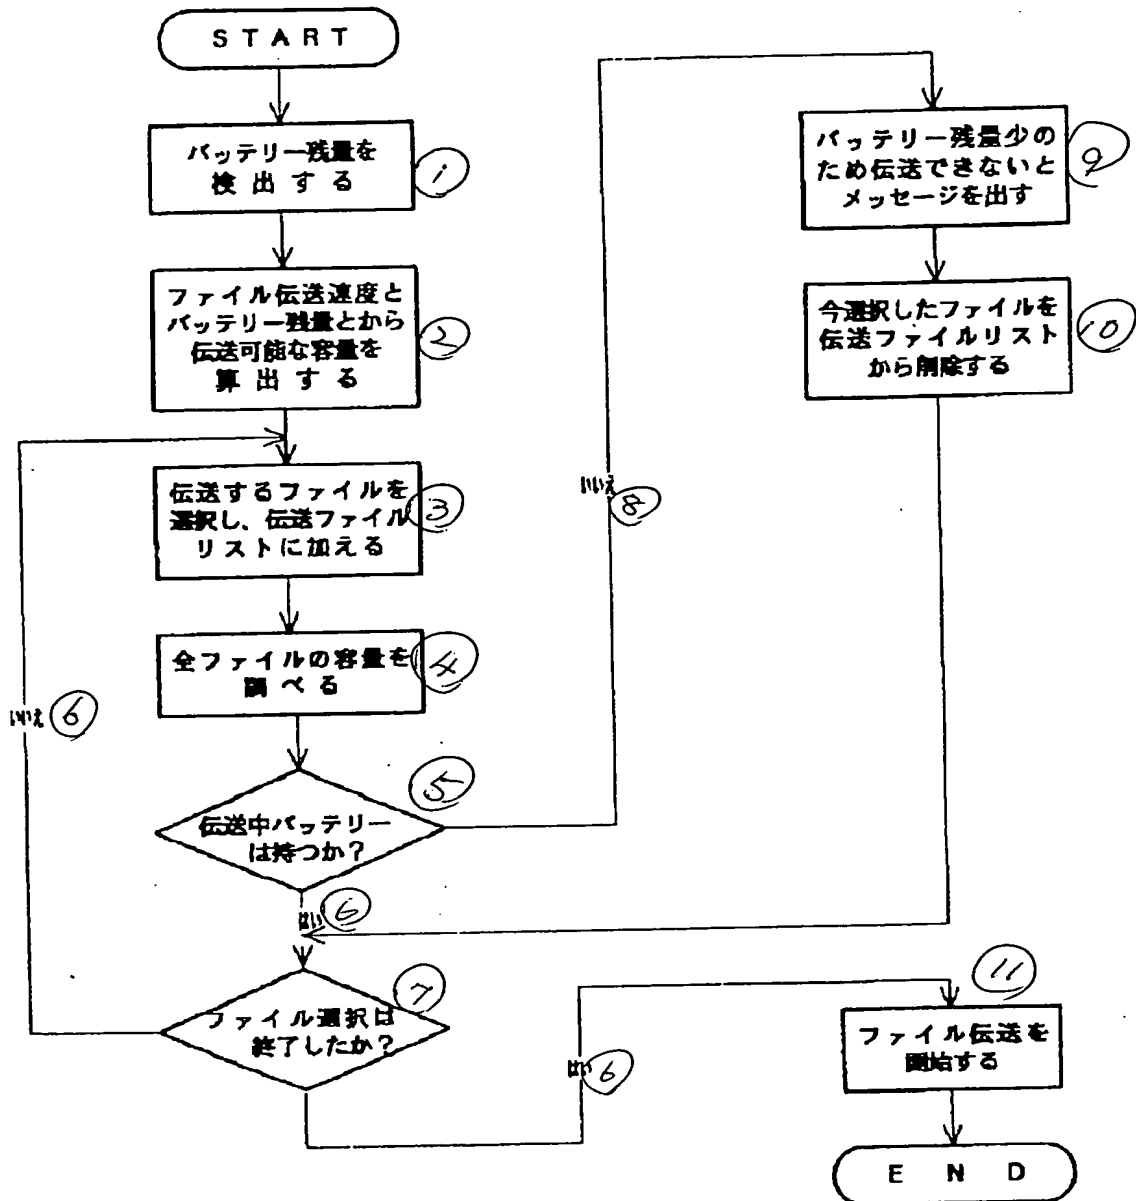 START
バッテリー残量を
検出する
①
ファイル伝送速度と
バッテリー残量とから
伝送可能な容量を
算出する
②
伝送するファイルを
選択し、伝送ファイル
リストに加える
③
全ファイルの容量を
調べる
④
伝送中バッテリー
は持つか?
⑤
はい
⑥
ファイル選択は
終了したか?
⑦
いいえ
⑥
いいえ
⑧
バッテリー残量少の
ため伝送できないと
メッセージを出す
⑨
今選択したファイルを
伝送ファイルリスト
から削除する
⑩
はい
⑥
⑪
ファイル伝送を
開始する
END